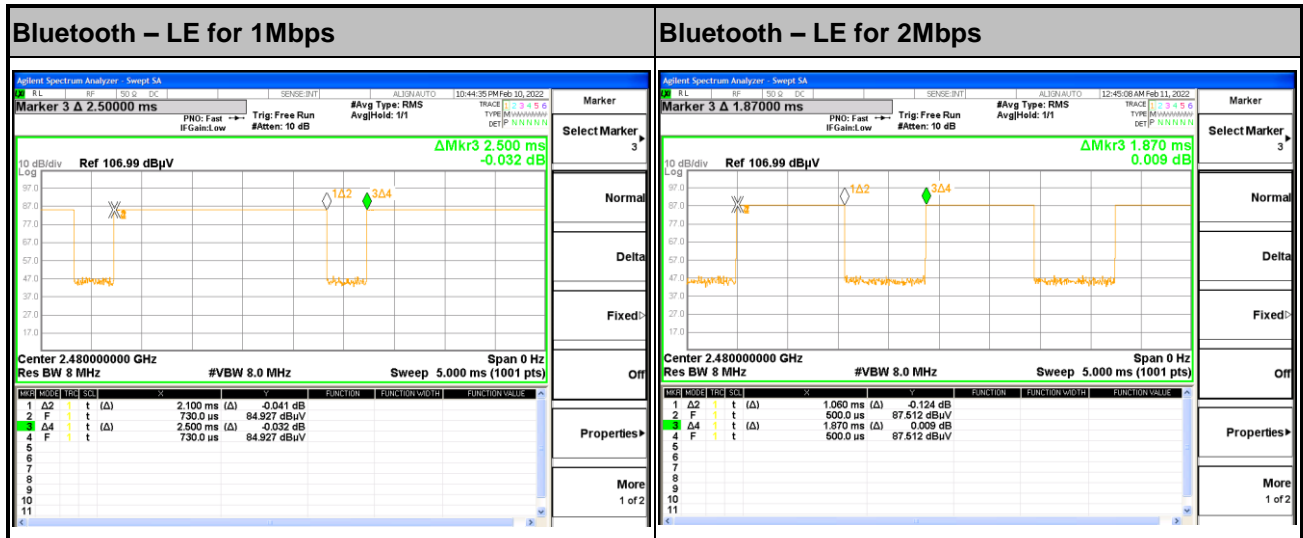 Bluetooth – LE for 1Mbps
Agilent Spectrum Analyzer - Swept SA
RL RF 50 Ω DC SENSE:INT ALIGNAUTO 10:44:35 PM Feb 10, 2022
Marker 3 Δ 2.50000 ms
PNO: Fast
IFGain:Low
Trig: Free Run
#Atten: 10 dB
#Avg Type: RMS
Avg|Hold: 1/1
TRACE 1 2 3 4 5 6
TYPE M
DET P N N N N N
ΔMkr3 2.500 ms
-0.032 dB
10 dB/div Ref 106.99 dBµV
Log
97.0
87.0
77.0
67.0
57.0
47.0
37.0
27.0
17.0
1Δ2
3Δ4
Center 2.480000000 GHz Span 0 Hz
Res BW 8 MHz #VBW 8.0 MHz Sweep 5.000 ms (1001 pts)
MKR MODE TRC SCL X Y FUNCTION FUNCTION WIDTH FUNCTION VALUE
1 Δ2 1 t (Δ) 2.100 ms (Δ) -0.041 dB
2 F 1 t 730.0 µs 84.927 dBµV
3 Δ4 1 t (Δ) 2.500 ms (Δ) -0.032 dB
4 F 1 t 730.0 µs 84.927 dBµV
5
6
7
8
9
10
11
Marker
Select Marker
3
Normal
Delta
Fixed
Off
Properties
More
1 of 2
Bluetooth – LE for 2Mbps
Agilent Spectrum Analyzer - Swept SA
RL RF 50 Ω DC SENSE:INT ALIGNAUTO 12:45:08 AM Feb 11, 2022
Marker 3 Δ 1.87000 ms
PNO: Fast
IFGain:Low
Trig: Free Run
#Atten: 10 dB
#Avg Type: RMS
Avg|Hold: 1/1
TRACE 1 2 3 4 5 6
TYPE M
DET P N N N N N
ΔMkr3 1.870 ms
0.009 dB
10 dB/div Ref 106.99 dBµV
Log
97.0
87.0
77.0
67.0
57.0
47.0
37.0
27.0
17.0
1Δ2
3Δ4
Center 2.480000000 GHz Span 0 Hz
Res BW 8 MHz #VBW 8.0 MHz Sweep 5.000 ms (1001 pts)
MKR MODE TRC SCL X Y FUNCTION FUNCTION WIDTH FUNCTION VALUE
1 Δ2 1 t (Δ) 1.060 ms (Δ) -0.124 dB
2 F 1 t 500.0 µs 87.512 dBµV
3 Δ4 1 t (Δ) 1.870 ms (Δ) 0.009 dB
4 F 1 t 500.0 µs 87.512 dBµV
5
6
7
8
9
10
11
Marker
Select Marker
3
Normal
Delta
Fixed
Off
Properties
More
1 of 2